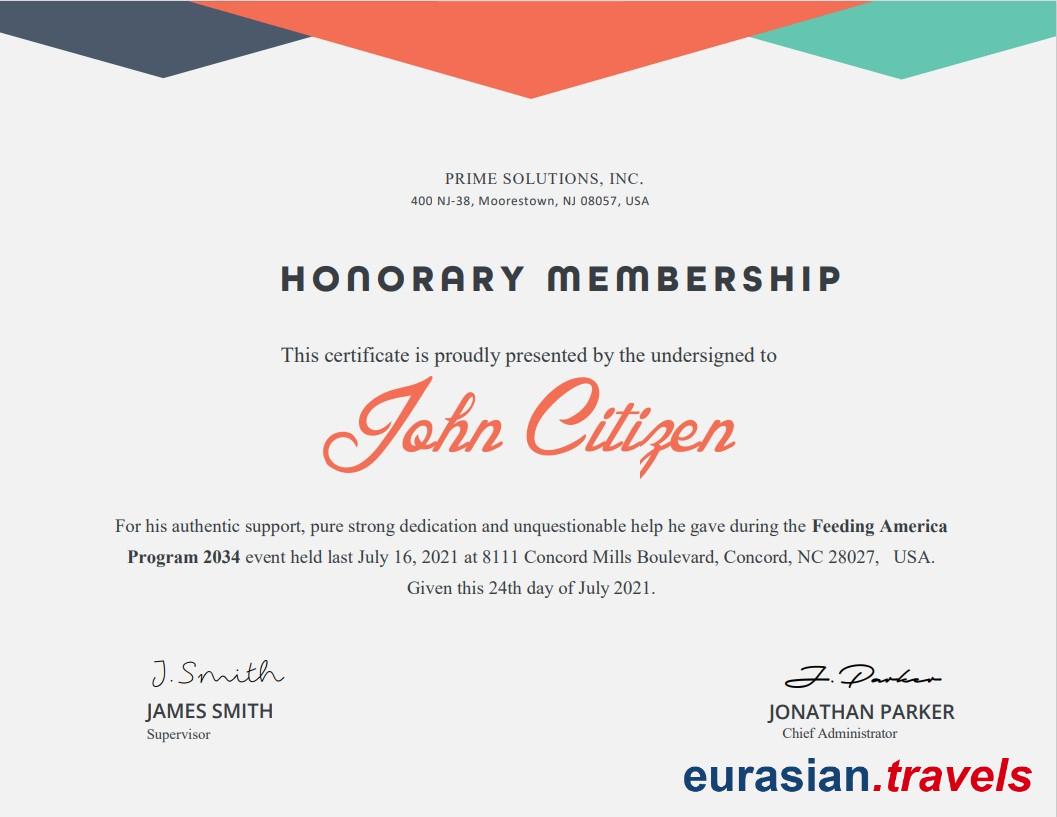 PRIME SOLUTIONS, INC.
400 NJ-38, Moorestown, NJ 08057, USA
HONORARY MEMBERSHIP
This certificate is proudly presented by the undersigned to
John Citizen
For his authentic support, pure strong dedication and unquestionable help he gave during the Feeding America
Program 2034 event held last July 16, 2021 at 8111 Concord Mills Boulevard, Concord, NC 28027, USA.
Given this 24th day of July 2021.
J. Smith
JAMES SMITH
Supervisor
J. Parker
JONATHAN PARKER
Chief Administrator
eurasian.travels